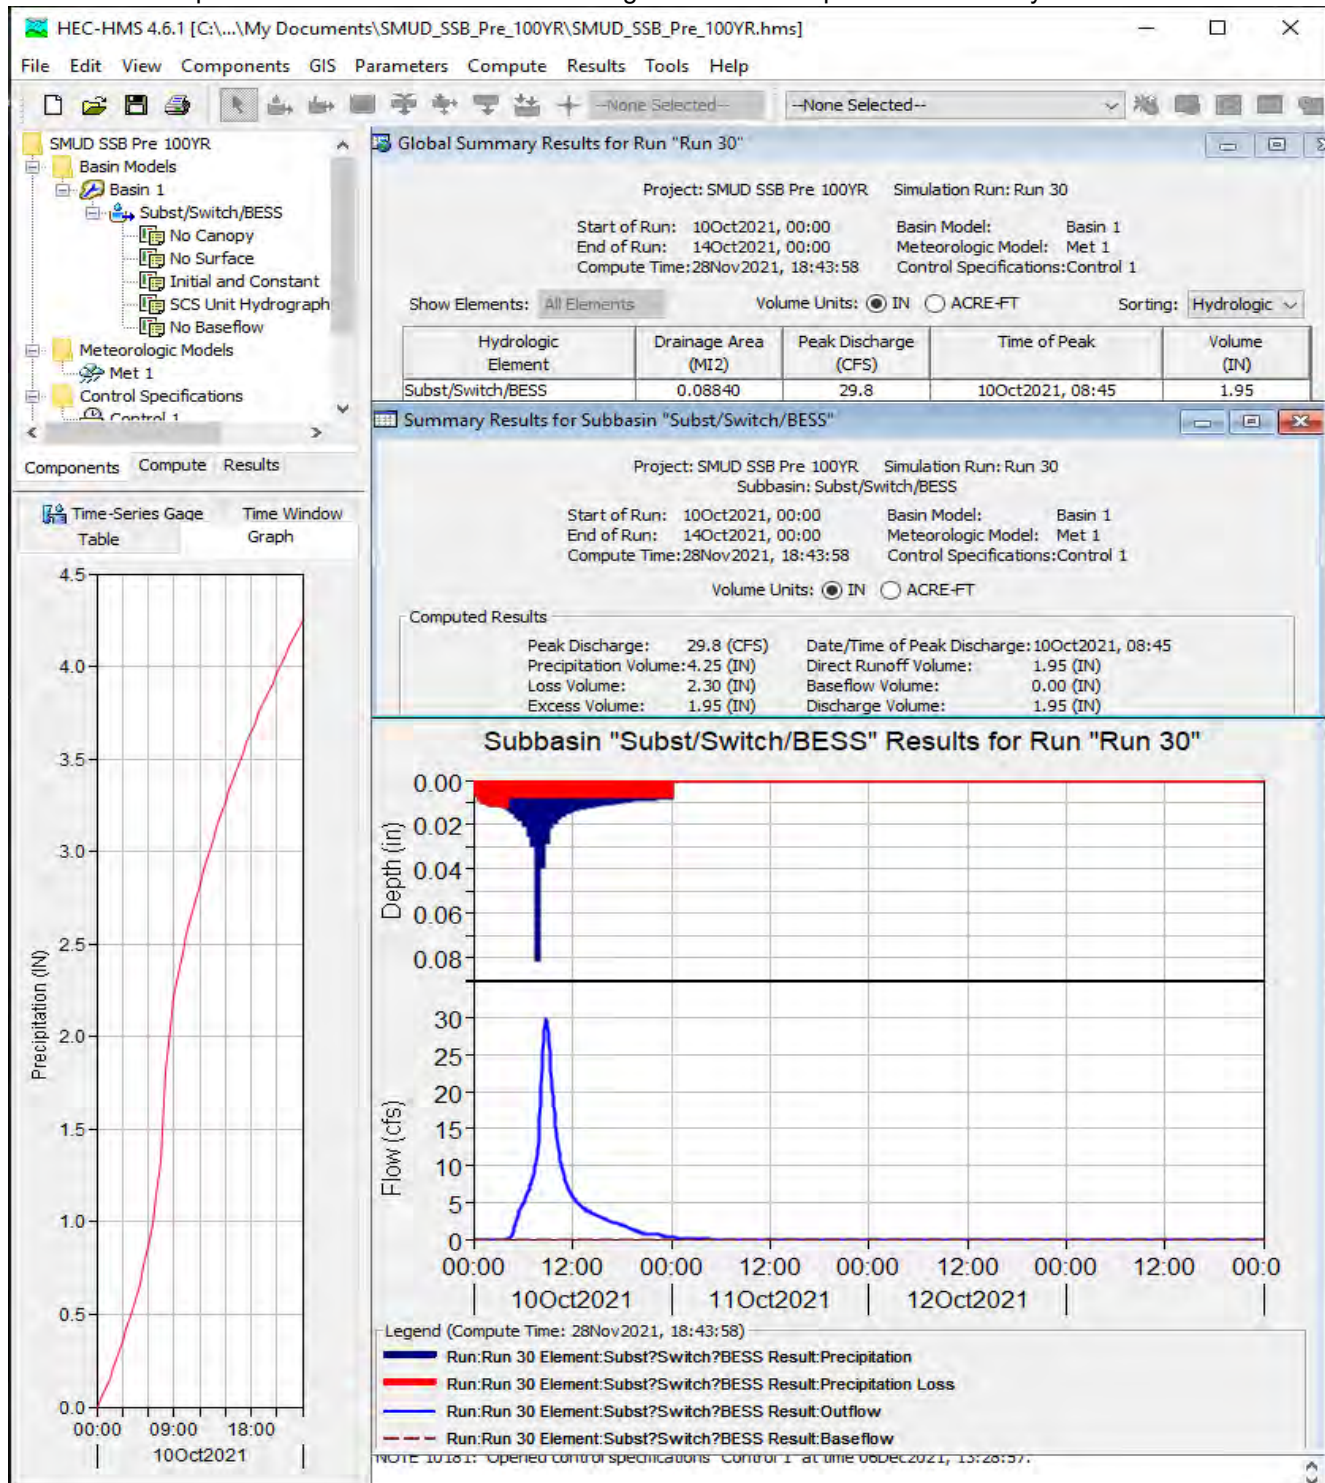 HEC-HMS 4.6.1 [C:\...\My Documents\SMUD_SSB_Pre_100YR\SMUD_SSB_Pre_100YR.hms]
File Edit View Components GIS Parameters Compute Results Tools Help
--None Selected-- --None Selected--
SMUD SSB Pre 100YR
Basin Models
Basin 1
Subst/Switch/BESS
No Canopy
No Surface
Initial and Constant
SCS Unit Hydrograph
No Baseflow
Meteorologic Models
Met 1
Control Specifications
Control 1
Components Compute Results
Time-Series Gage Time Window
Table Graph
4.5
4.0
3.5
3.0
2.5
2.0
1.5
1.0
0.5
0.0
Precipitation (IN)
00:00 09:00 18:00
10Oct2021
Global Summary Results for Run "Run 30"
Project: SMUD SSB Pre 100YR Simulation Run: Run 30
Start of Run: 10Oct2021, 00:00 Basin Model: Basin 1
End of Run: 14Oct2021, 00:00 Meteorologic Model: Met 1
Compute Time:28Nov2021, 18:43:58 Control Specifications:Control 1
Show Elements: All Elements Volume Units: IN ACRE-FT Sorting: Hydrologic
Hydrologic Drainage Area Peak Discharge Time of Peak Volume
Element (MI2) (CFS) (IN)
Subst/Switch/BESS 0.08840 29.8 10Oct2021, 08:45 1.95
Summary Results for Subbasin "Subst/Switch/BESS"
Project: SMUD SSB Pre 100YR Simulation Run: Run 30
Subbasin: Subst/Switch/BESS
Start of Run: 10Oct2021, 00:00 Basin Model: Basin 1
End of Run: 14Oct2021, 00:00 Meteorologic Model: Met 1
Compute Time:28Nov2021, 18:43:58 Control Specifications:Control 1
Volume Units: IN ACRE-FT
Computed Results
Peak Discharge: 29.8 (CFS) Date/Time of Peak Discharge:10Oct2021, 08:45
Precipitation Volume:4.25 (IN) Direct Runoff Volume: 1.95 (IN)
Loss Volume: 2.30 (IN) Baseflow Volume: 0.00 (IN)
Excess Volume: 1.95 (IN) Discharge Volume: 1.95 (IN)
Subbasin "Subst/Switch/BESS" Results for Run "Run 30"
0.00
0.02
0.04
0.06
0.08
Depth (in)
30
25
20
15
10
5
0
Flow (cfs)
00:00 12:00 00:00 12:00 00:00 12:00 00:00 12:00 00:0
10Oct2021 11Oct2021 12Oct2021
Legend (Compute Time: 28Nov2021, 18:43:58)
Run:Run 30 Element:Subst?Switch?BESS Result:Precipitation
Run:Run 30 Element:Subst?Switch?BESS Result:Precipitation Loss
Run:Run 30 Element:Subst?Switch?BESS Result:Outflow
Run:Run 30 Element:Subst?Switch?BESS Result:Baseflow
NOTE 10181: Opened control specifications "Control 1" at time 06Dec2021, 13:28:57.